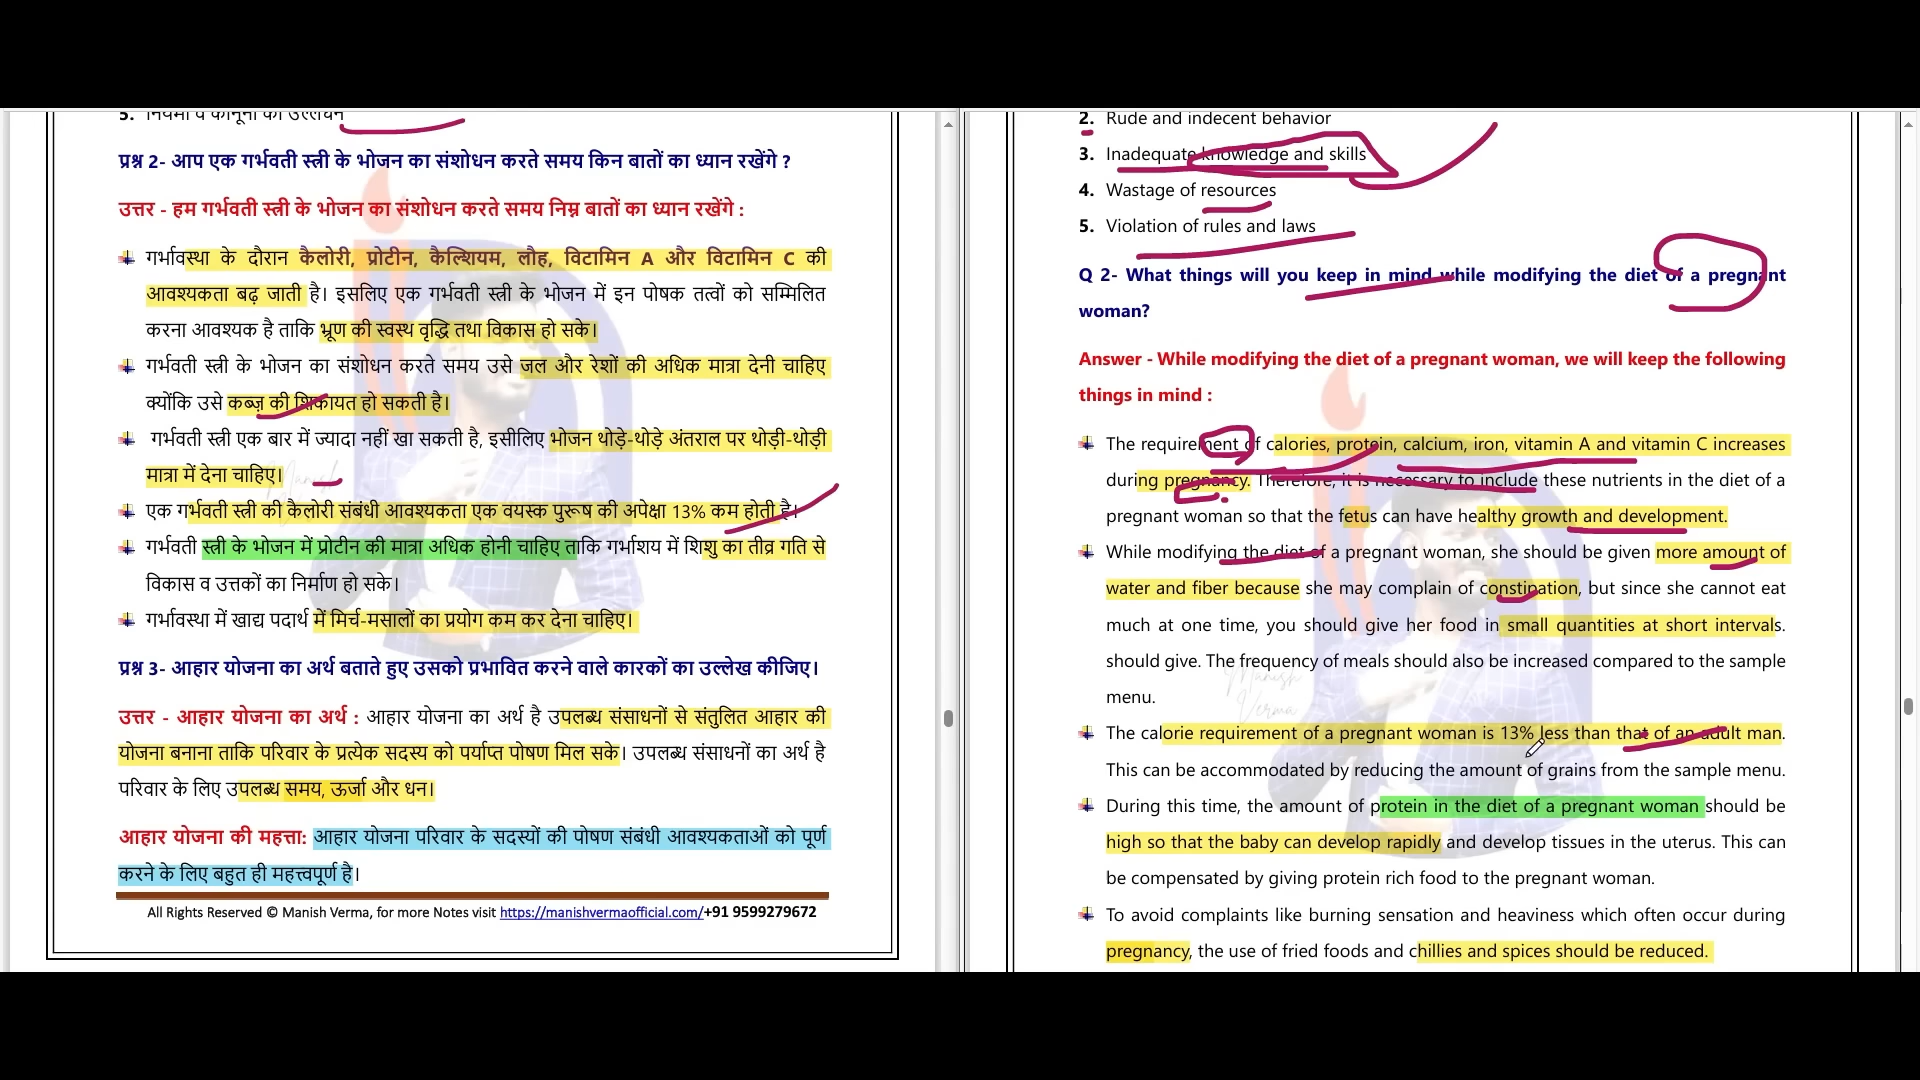 5. नियमों व कानूनों का उल्लंघन
प्रश्न 2- आप एक गर्भवती स्त्री के भोजन का संशोधन करते समय किन बातों का ध्यान रखेंगे ?
उत्तर - हम गर्भवती स्त्री के भोजन का संशोधन करते समय निम्न बातों का ध्यान रखेंगे :
गर्भावस्था के दौरान कैलोरी, प्रोटीन, कैल्शियम, लौह, विटामिन A और विटामिन C की
आवश्यकता बढ़ जाती है। इसलिए एक गर्भवती स्त्री के भोजन में इन पोषक तत्वों को सम्मिलित
करना आवश्यक है ताकि भ्रूण की स्वस्थ वृद्धि तथा विकास हो सके।
गर्भवती स्त्री के भोजन का संशोधन करते समय उसे जल और रेशों की अधिक मात्रा देनी चाहिए
क्योंकि उसे कब्ज़ की शिकायत हो सकती है।
गर्भवती स्त्री एक बार में ज्यादा नहीं खा सकती है, इसीलिए भोजन थोड़े-थोड़े अंतराल पर थोड़ी-थोड़ी
मात्रा में देना चाहिए।
एक गर्भवती स्त्री की कैलोरी संबंधी आवश्यकता एक वयस्क पुरूष की अपेक्षा 13% कम होती है।
गर्भवती स्त्री के भोजन में प्रोटीन की मात्रा अधिक होनी चाहिए ताकि गर्भाशय में शिशु का तीव्र गति से
विकास व उत्तकों का निर्माण हो सके।
गर्भावस्था में खाद्य पदार्थ में मिर्च-मसालों का प्रयोग कम कर देना चाहिए।
प्रश्न 3- आहार योजना का अर्थ बताते हुए उसको प्रभावित करने वाले कारकों का उल्लेख कीजिए।
उत्तर - आहार योजना का अर्थ : आहार योजना का अर्थ है उपलब्ध संसाधनों से संतुलित आहार की
योजना बनाना ताकि परिवार के प्रत्येक सदस्य को पर्याप्त पोषण मिल सके। उपलब्ध संसाधनों का अर्थ है
परिवार के लिए उपलब्ध समय, ऊर्जा और धन।
आहार योजना की महत्ता: आहार योजना परिवार के सदस्यों की पोषण संबंधी आवश्यकताओं को पूर्ण
करने के लिए बहुत ही महत्त्वपूर्ण है।
All Rights Reserved © Manish Verma, for more Notes visit https://manishvermaofficial.com/+91 9599279672
2. Rude and indecent behavior
3. Inadequate knowledge and skills
4. Wastage of resources
5. Violation of rules and laws
Q 2- What things will you keep in mind while modifying the diet of a pregnant
woman?
Answer - While modifying the diet of a pregnant woman, we will keep the following
things in mind :
The requirement of calories, protein, calcium, iron, vitamin A and vitamin C increases
during pregnancy. Therefore, it is necessary to include these nutrients in the diet of a
pregnant woman so that the fetus can have healthy growth and development.
While modifying the diet of a pregnant woman, she should be given more amount of
water and fiber because she may complain of constipation, but since she cannot eat
much at one time, you should give her food in small quantities at short intervals.
should give. The frequency of meals should also be increased compared to the sample
menu.
Manish
Verma
The calorie requirement of a pregnant woman is 13% less than that of an adult man.
This can be accommodated by reducing the amount of grains from the sample menu.
During this time, the amount of protein in the diet of a pregnant woman should be
high so that the baby can develop rapidly and develop tissues in the uterus. This can
be compensated by giving protein rich food to the pregnant woman.
To avoid complaints like burning sensation and heaviness which often occur during
pregnancy, the use of fried foods and chillies and spices should be reduced.